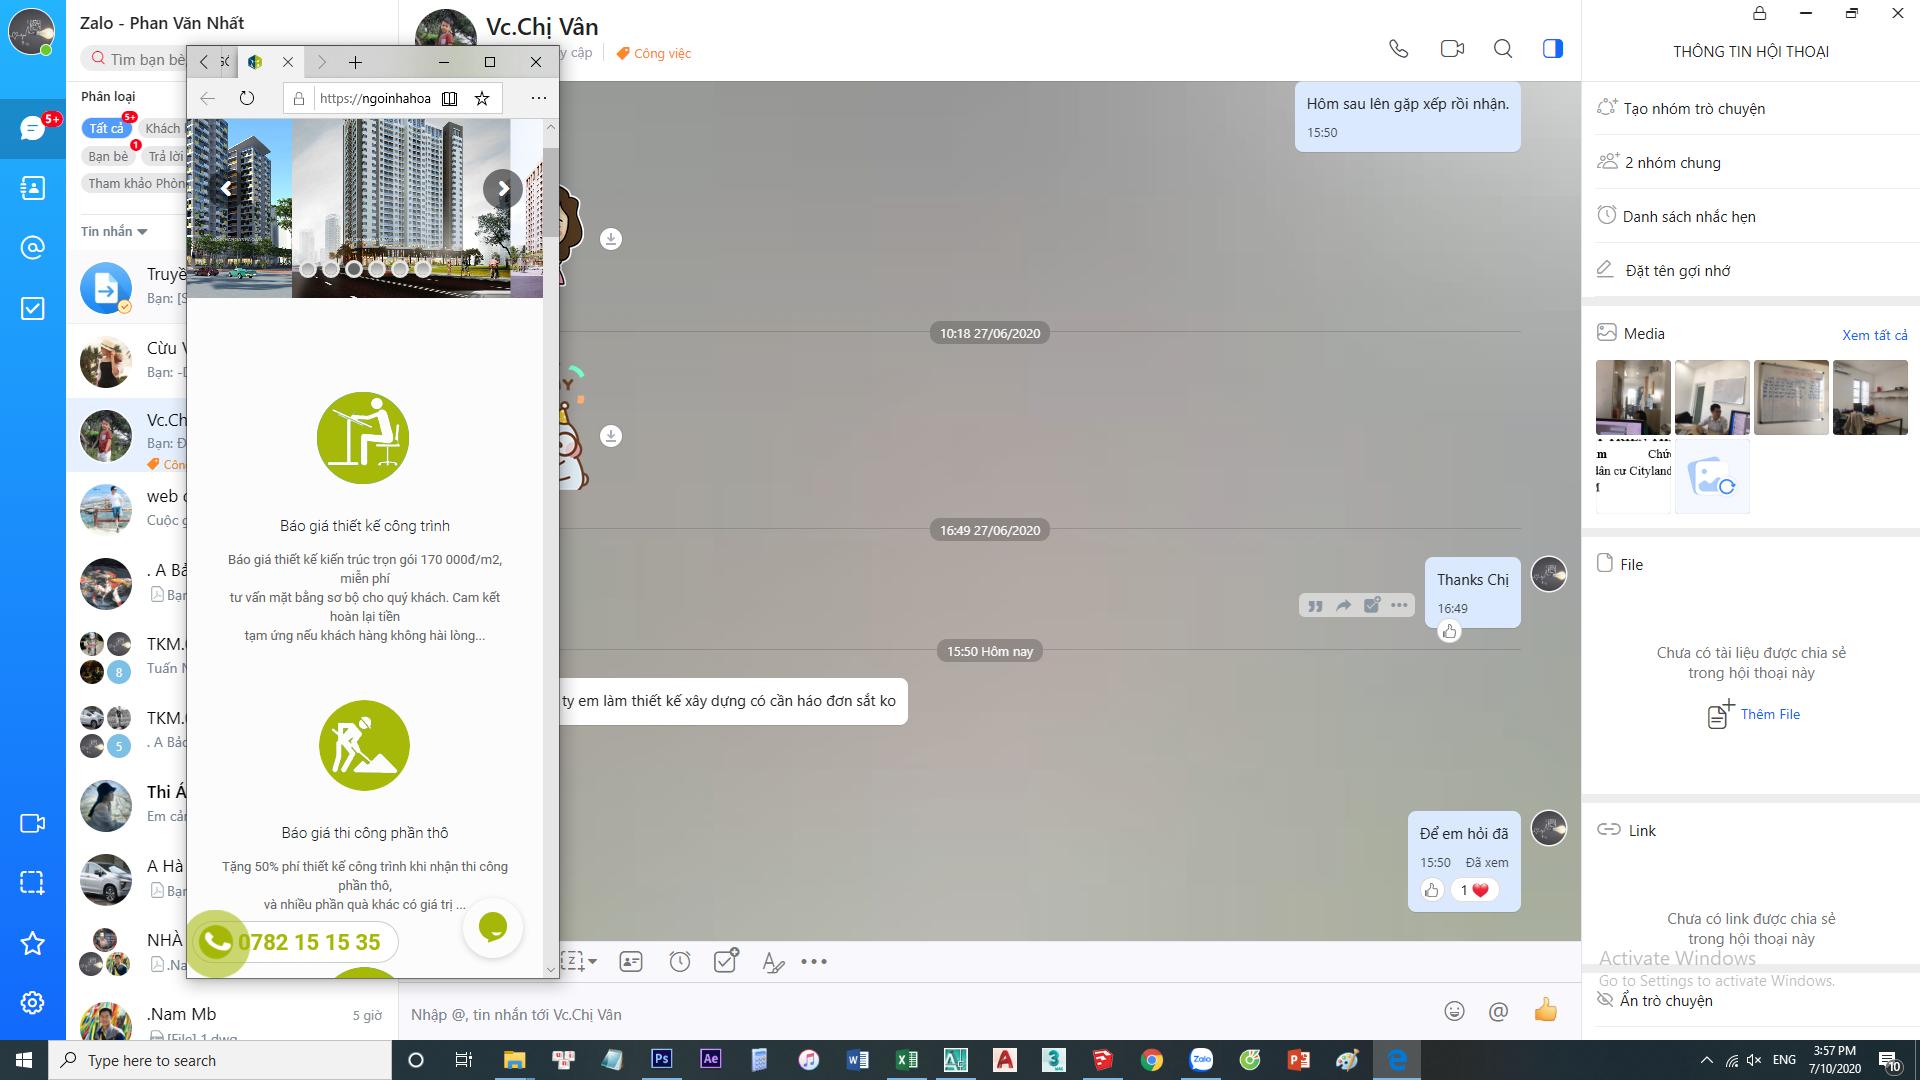 Zalo - Phan Văn Nhất
Tìm bạn bè
Phân loại
Tất cả
5+
Khách
Bạn bè
1
Trả lời
Tham khảo Phòn
Tin nhắn
5+
Truyề
Bạn: [S
Cừu V
Bạn: -D
Vc.Ch
Bạn: Đ
Côn
web c
Cuộc g
. A Bả
Bạn
TKM.
Tuấn N
8
TKM.
. A Bảo
5
Thi Á
Em cảm
A Hà
Bạn
NHÀ
.Na
.Nam Mb
5 giờ
[File] 1.dwg
https://ngoinhahoa
Báo giá thiết kế công trình
Báo giá thiết kế kiến trúc trọn gói 170 000đ/m2,
miễn phí
tư vấn mặt bằng sơ bộ cho quý khách. Cam kết
hoàn lại tiền
tạm ứng nếu khách hàng không hài lòng...
Báo giá thi công phần thô
Tặng 50% phí thiết kế công trình khi nhận thi công
phần thô,
và nhiều phần quà khác có giá trị ...
0782 15 15 35
Vc.Chị Vân
y cập
Công việc
Hôm sau lên gặp xếp rồi nhận.
15:50
10:18 27/06/2020
16:49 27/06/2020
Thanks Chị
16:49
15:50 Hôm nay
ty em làm thiết kế xây dựng có cần háo đơn sắt ko
Để em hỏi đã
15:50 Đã xem
1
Nhập @, tin nhắn tới Vc.Chị Vân
THÔNG TIN HỘI THOẠI
Tạo nhóm trò chuyện
2 nhóm chung
Danh sách nhắc hẹn
Đặt tên gợi nhớ
Media
Xem tất cả
m Chức
lân cư Cityland
File
Chưa có tài liệu được chia sẻ
trong hội thoại này
Thêm File
Link
Chưa có link được chia sẻ
trong hội thoại này
Activate Windows
Go to Settings to activate Windows.
Ẩn trò chuyện
Type here to search
Ps
Ae
Zalo
ENG
3:57 PM
7/10/2020
10